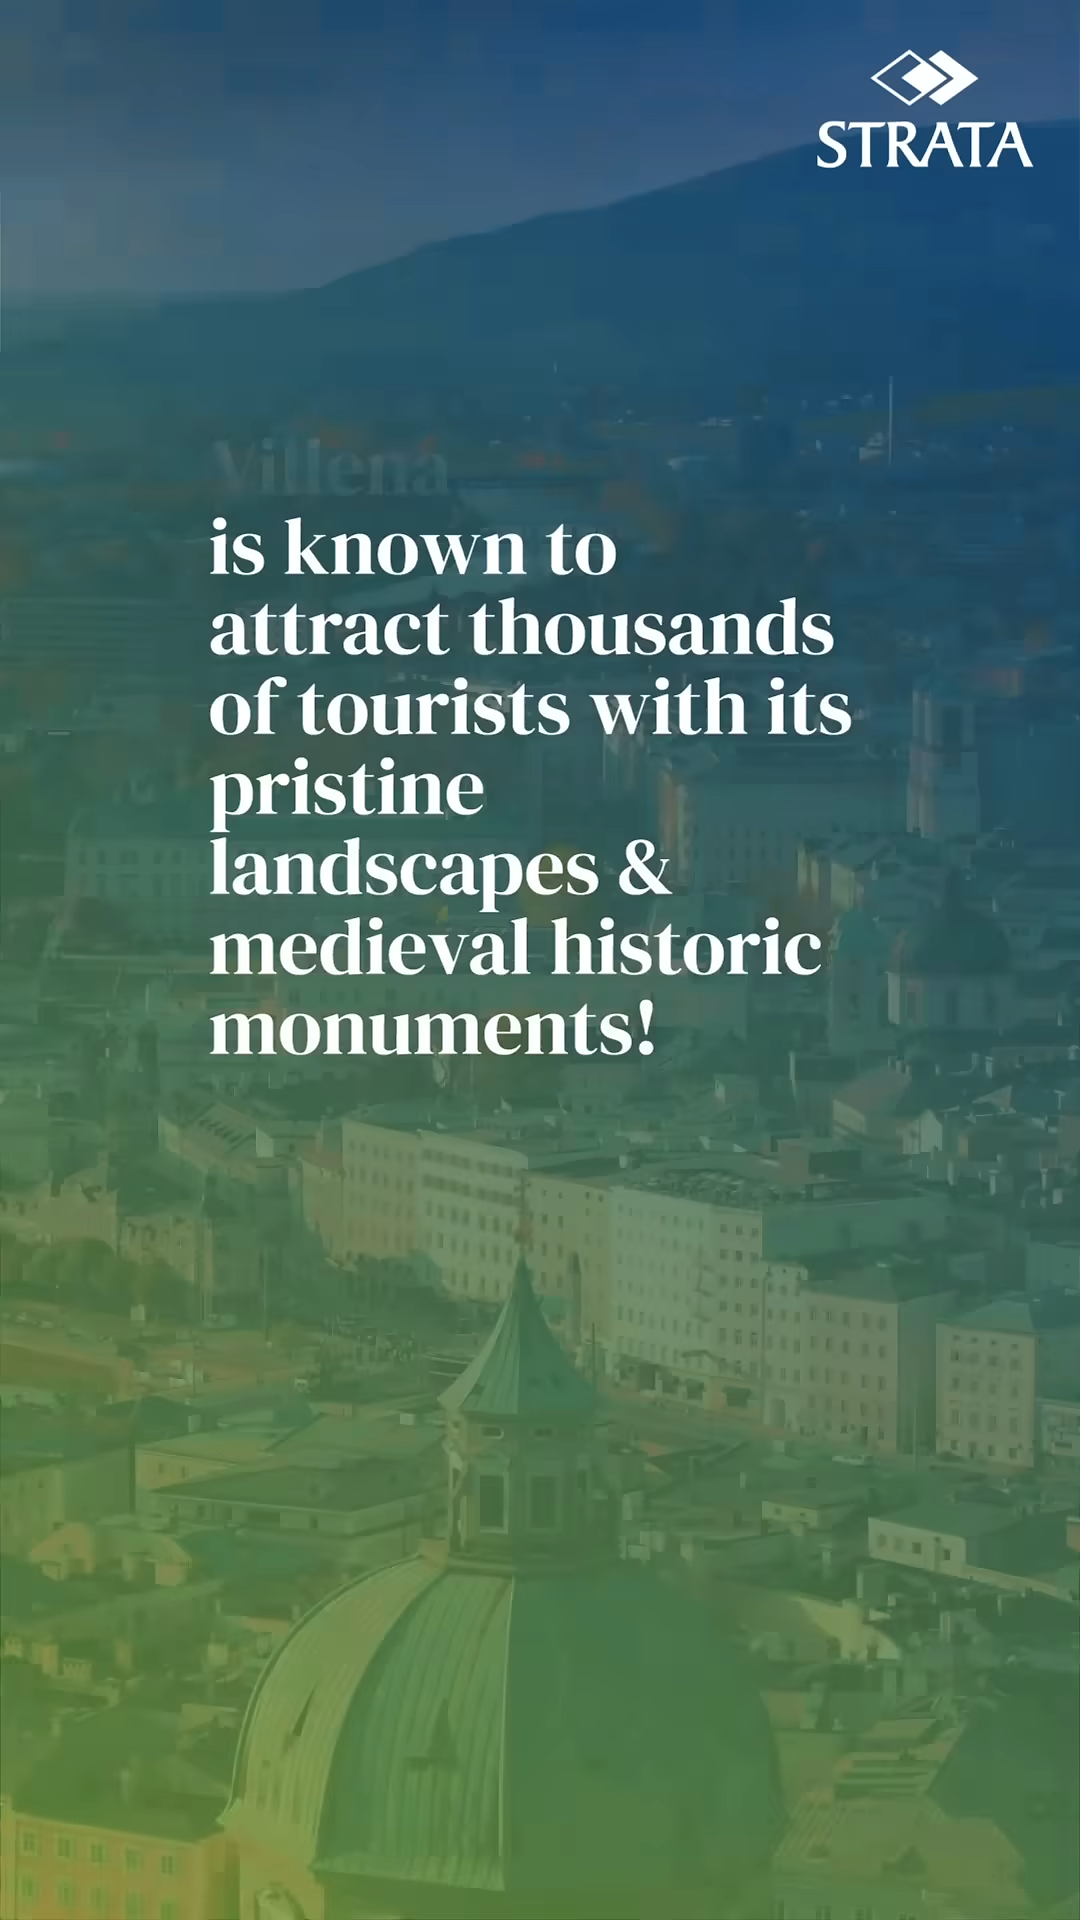 STRATA
Villena
is known to
attract thousands
of tourists with its
pristine
landscapes &
medieval historic
monuments!